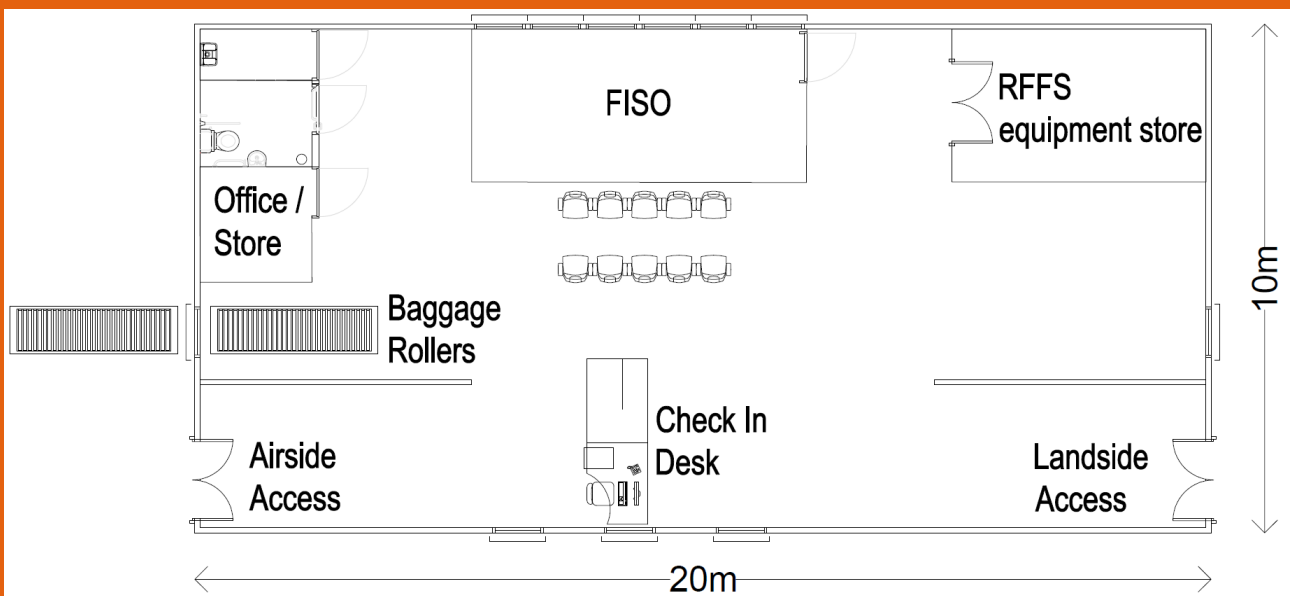 FISO
RFFS
equipment store
Office /
Store
Baggage
Rollers
10m
Check In
Desk
Airside
Access
Landside
Access
20m